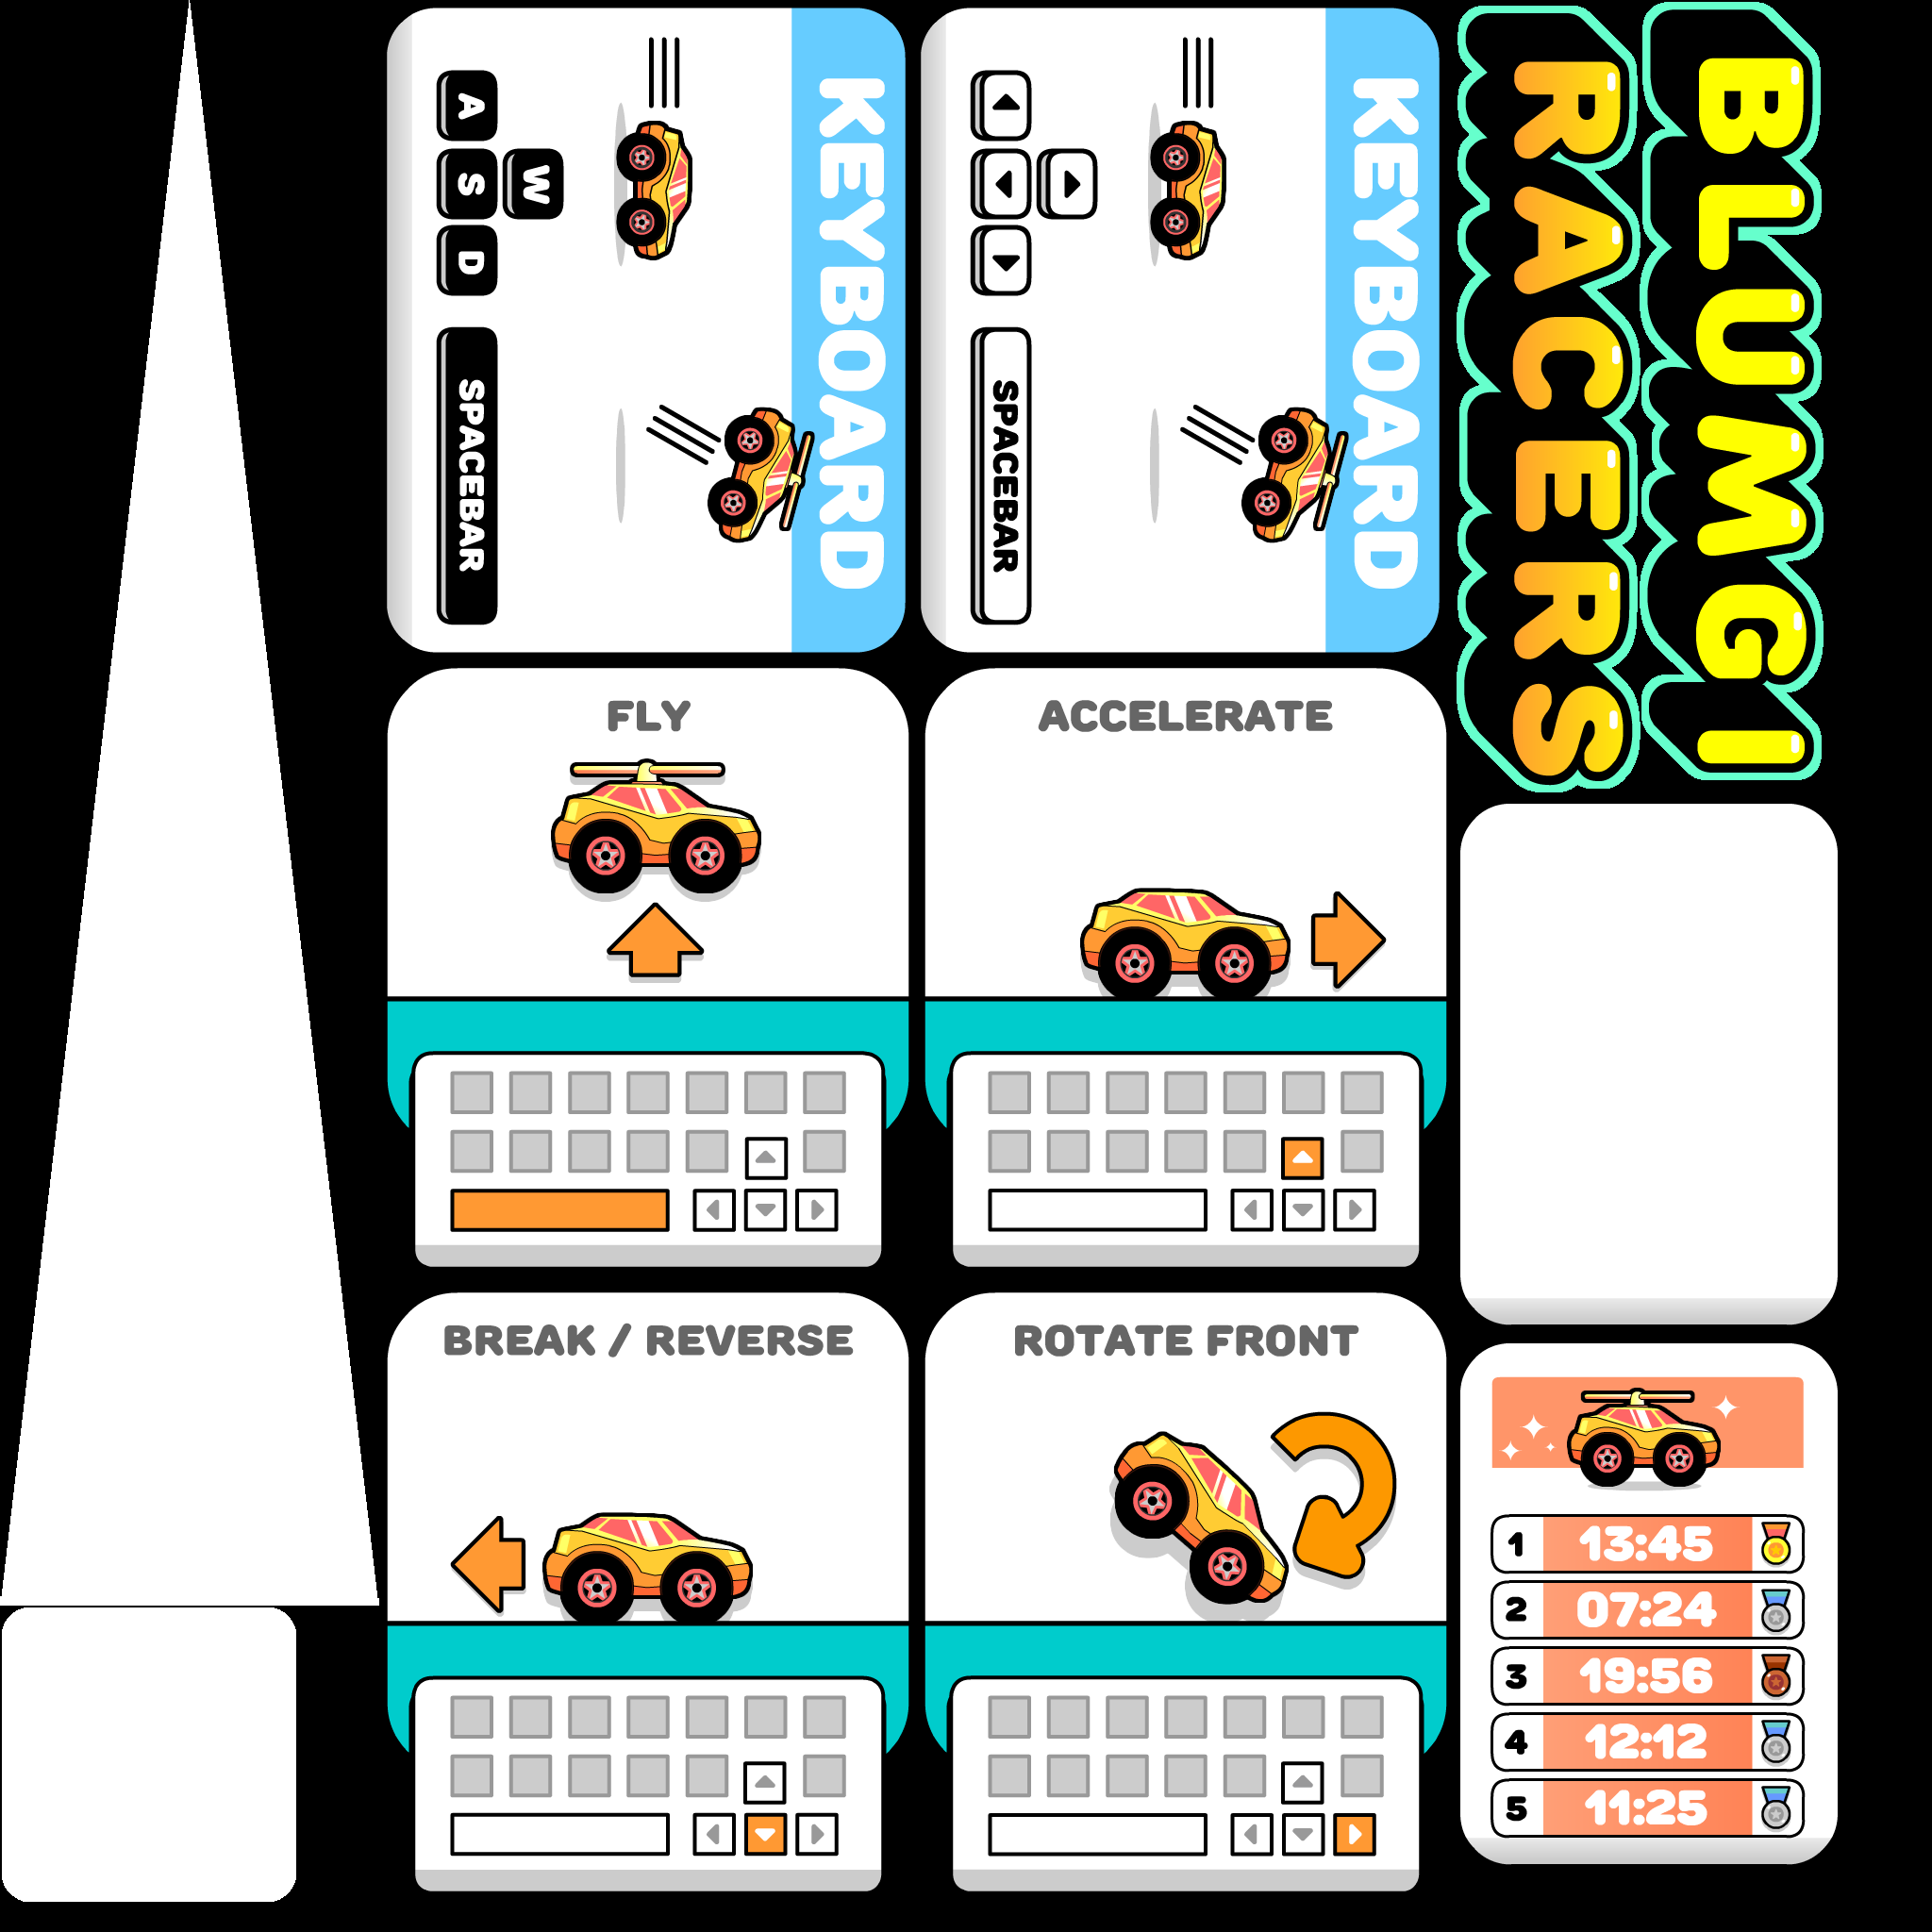 KEYBOARD
W
A S D
SPACEBAR
KEYBOARD
SPACEBAR
BLUMGI
RACERS
FLY
ACCELERATE
BREAK / REVERSE
ROTATE FRONT
1 13:45
2 07:24
3 19:56
4 12:12
5 11:25